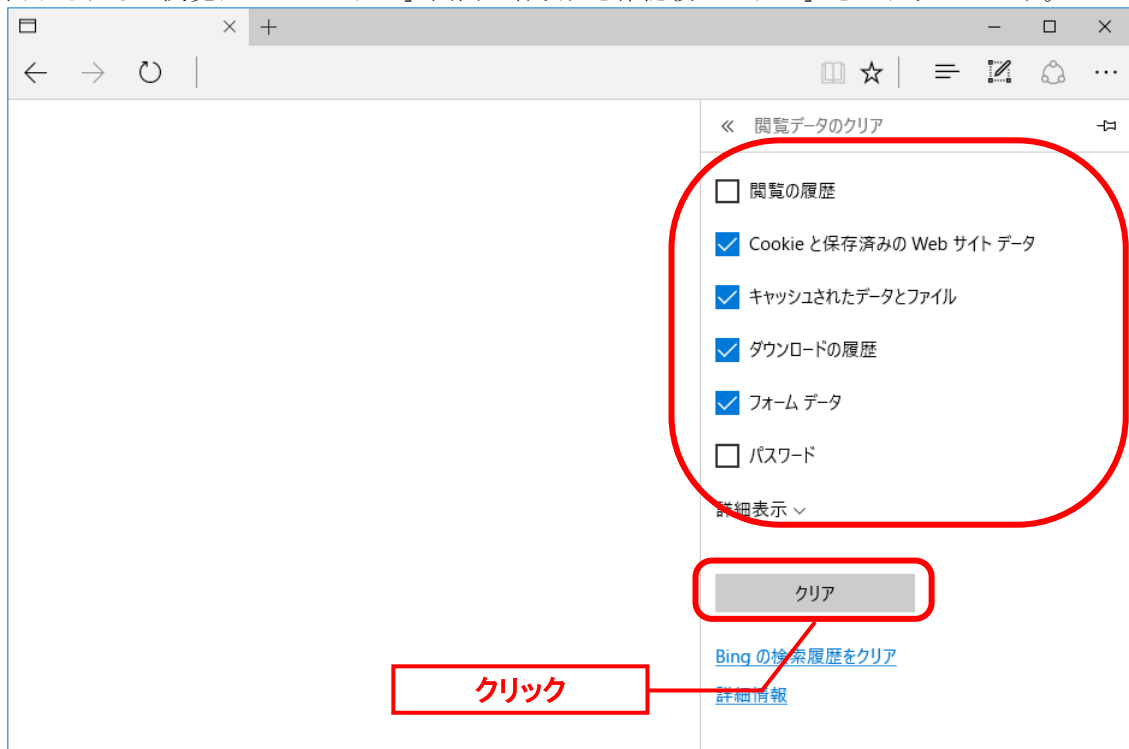 閲覧データのクリア
閲覧の履歴
Cookie と保存済みの Web サイト データ
キャッシュされたデータとファイル
ダウンロードの履歴
フォーム データ
パスワード
詳細表示
クリア
Bing の検索履歴をクリア
クリック
詳細情報